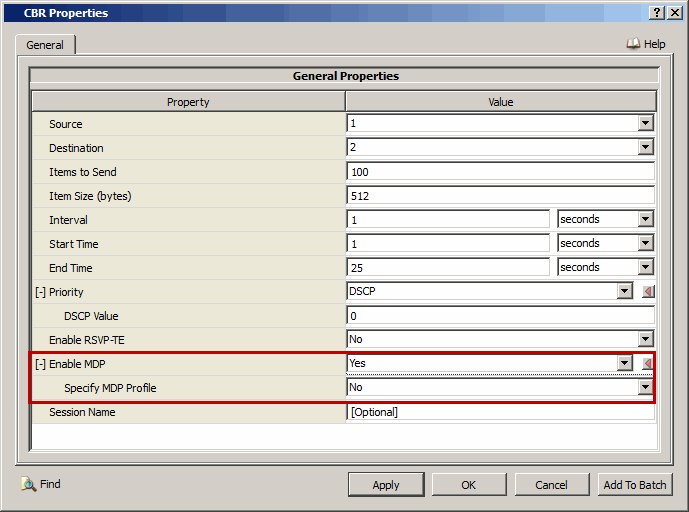 CBR Properties
? X
General
Help
General Properties
Property Value
Source 1
Destination 2
Items to Send 100
Item Size (bytes) 512
Interval 1 seconds
Start Time 1 seconds
End Time 25 seconds
[-] Priority DSCP
DSCP Value 0
Enable RSVP-TE No
[-] Enable MDP Yes
Specify MDP Profile No
Session Name [Optional]
Find Apply OK Cancel Add To Batch